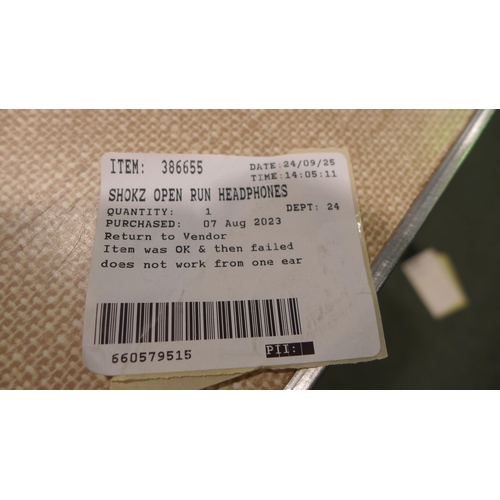 ITEM: 386655
DATE: 24/09/25
TIME: 14:05:11
SHOKZ OPEN RUN HEADPHONES
QUANTITY: 1 DEPT: 24
PURCHASED: 07 Aug 2023
Return to Vendor
Item was OK & then failed
does not work from one ear
660579515
PII: